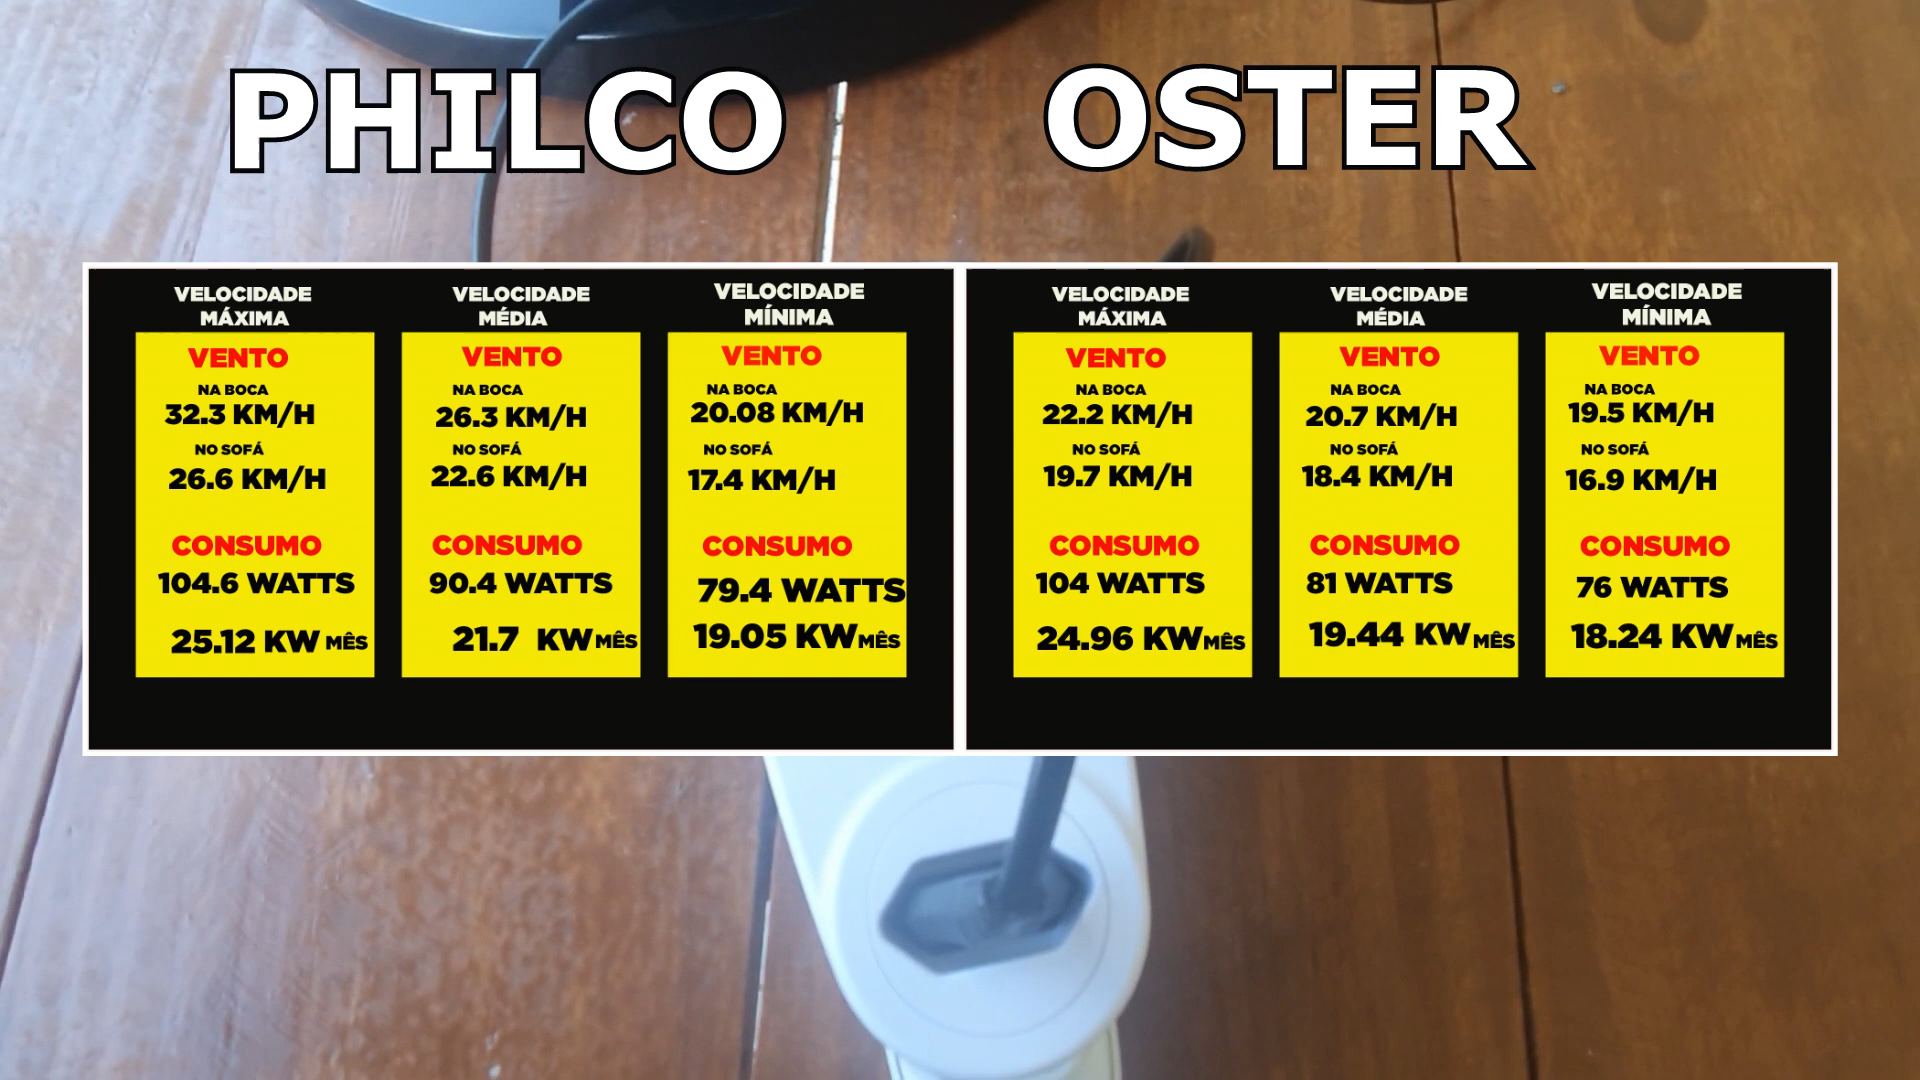 PHILCO
OSTER
VELOCIDADE
MÁXIMA
VENTO
NA BOCA
32.3 KM/H
NO SOFÁ
26.6 KM/H
CONSUMO
104.6 WATTS
25.12 KW MÊS
VELOCIDADE
MÉDIA
VENTO
NA BOCA
26.3 KM/H
NO SOFÁ
22.6 KM/H
CONSUMO
90.4 WATTS
21.7 KW MÊS
VELOCIDADE
MÍNIMA
VENTO
NA BOCA
20.08 KM/H
NO SOFÁ
17.4 KM/H
CONSUMO
79.4 WATTS
19.05 KW MÊS
VELOCIDADE
MÁXIMA
VENTO
NA BOCA
22.2 KM/H
NO SOFÁ
19.7 KM/H
CONSUMO
104 WATTS
24.96 KW MÊS
VELOCIDADE
MÉDIA
VENTO
NA BOCA
20.7 KM/H
NO SOFÁ
18.4 KM/H
CONSUMO
81 WATTS
19.44 KW MÊS
VELOCIDADE
MÍNIMA
VENTO
NA BOCA
19.5 KM/H
NO SOFÁ
16.9 KM/H
CONSUMO
76 WATTS
18.24 KW MÊS